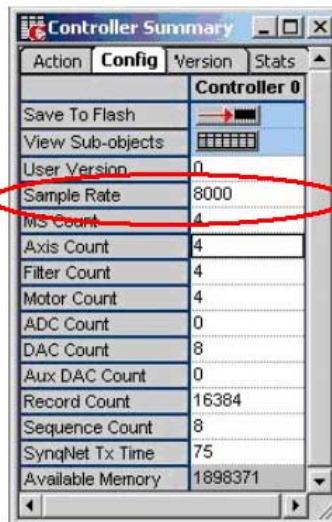 Controller Summary
Action Config Version Stats
Controller 0
Save To Flash
View Sub-objects
User Version 0
Sample Rate 8000
MS Count 4
Axis Count 4
Filter Count 4
Motor Count 4
ADC Count 0
DAC Count 8
Aux DAC Count 0
Record Count 16384
Sequence Count 8
SynqNet Tx Time 75
Available Memory 1898371